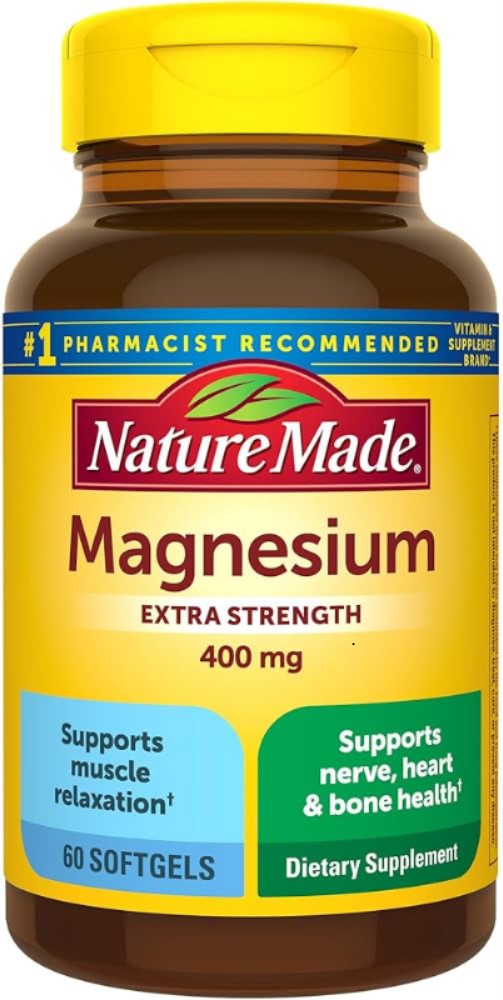 #1 PHARMACIST RECOMMENDED VITAMIN & SUPPLEMENT BRAND
Nature Made®
Magnesium
EXTRA STRENGTH
400 mg
Supports
muscle
relaxation†
60 SOFTGELS
Supports
nerve, heart
& bone health†
Dietary Supplement